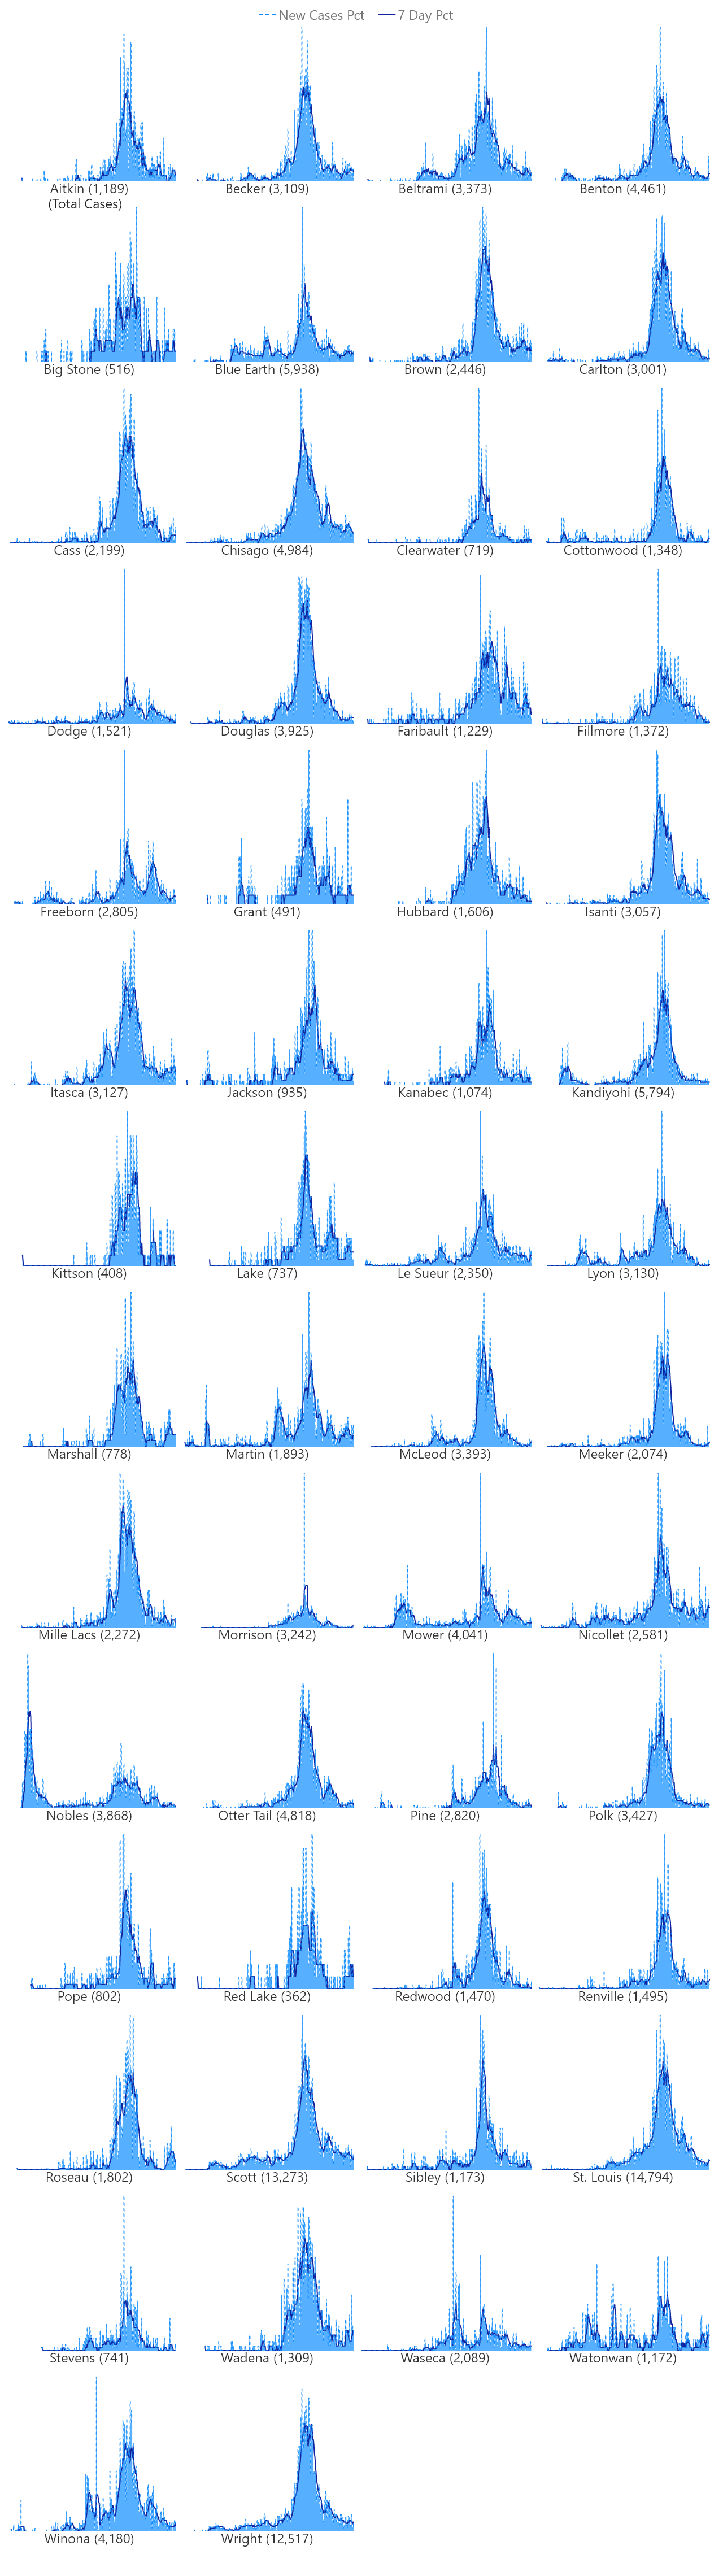 New Cases Pct 7 Day Pct
Aitkin (1,189) Becker (3,109) Beltrami (3,373) Benton (4,461)
(Total Cases)
Big Stone (516) Blue Earth (5,938) Brown (2,446) Carlton (3,001)
Cass (2,199) Chisago (4,984) Clearwater (719) Cottonwood (1,348)
Dodge (1,521) Douglas (3,925) Faribault (1,229) Fillmore (1,372)
Freeborn (2,805) Grant (491) Hubbard (1,606) Isanti (3,057)
Itasca (3,127) Jackson (935) Kanabec (1,074) Kandiyohi (5,794)
Kittson (408) Lake (737) Le Sueur (2,350) Lyon (3,130)
Marshall (778) Martin (1,893) McLeod (3,393) Meeker (2,074)
Mille Lacs (2,272) Morrison (3,242) Mower (4,041) Nicollet (2,581)
Nobles (3,868) Otter Tail (4,818) Pine (2,820) Polk (3,427)
Pope (802) Red Lake (362) Redwood (1,470) Renville (1,495)
Roseau (1,802) Scott (13,273) Sibley (1,173) St. Louis (14,794)
Stevens (741) Wadena (1,309) Waseca (2,089) Watonwan (1,172)
Winona (4,180) Wright (12,517)